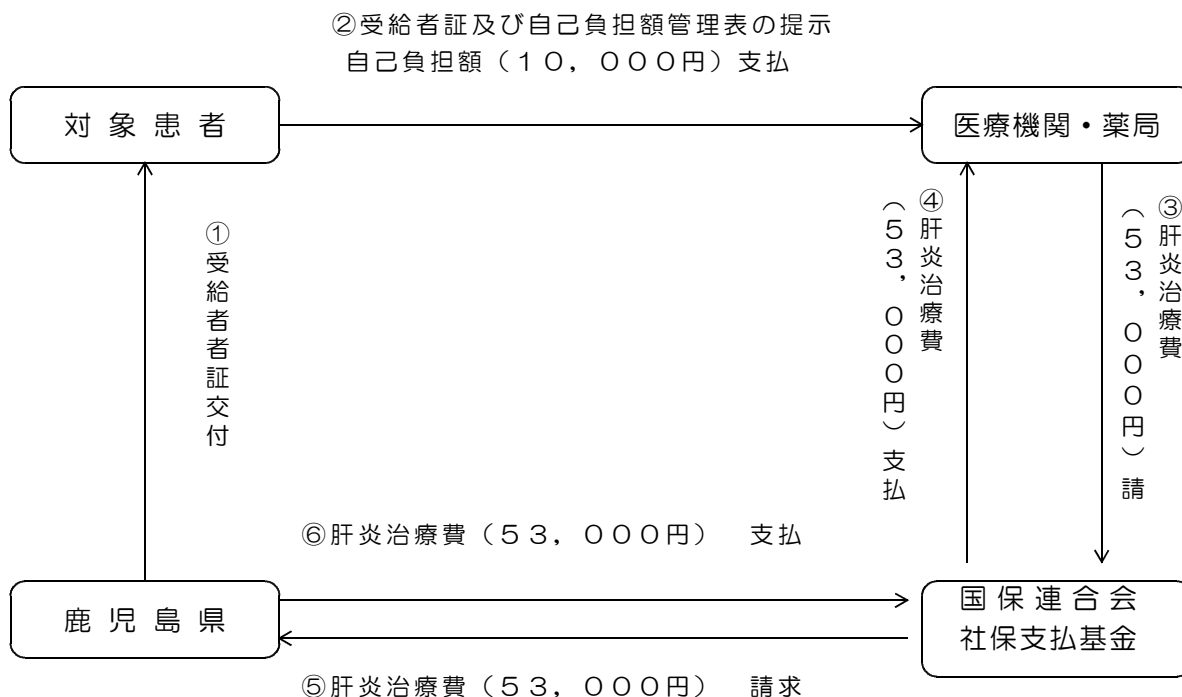 ②受給者証及び自己負担額管理表の提示
自己負担額（１０，０００円）支払
対象患者
医療機関・薬局
①受給者証交付
④肝炎治療費
（５３，０００円）支払
③肝炎治療費
（５３，０００円）請
⑥肝炎治療費（５３，０００円）　支払
鹿児島県
国保連合会
社保支払基金
⑤肝炎治療費（５３，０００円）　請求